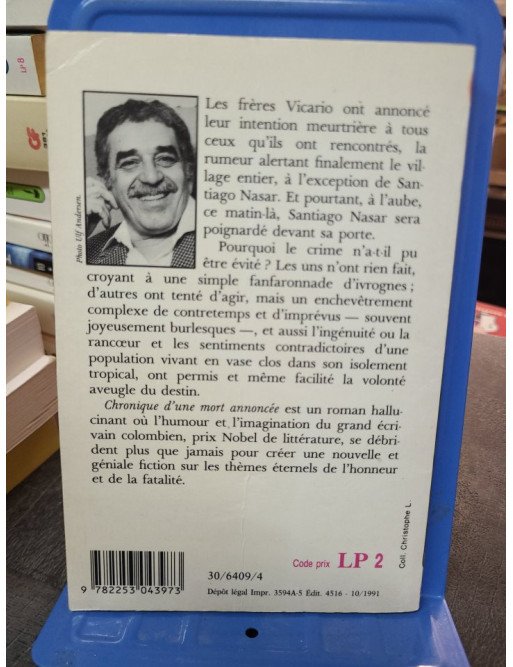 Les frères Vicario ont annoncé
leur intention meurtrière à tous
ceux qu'ils ont rencontrés, la
rumeur alertant finalement le vil-
lage entier, à l'exception de San-
tiago Nasar. Et pourtant, à l'aube,
ce matin-là, Santiago Nasar sera
poignardé devant sa porte.
Pourquoi le crime n'a-t-il pu
être évité ? Les uns n'ont rien fait,
croyant à une simple fanfaronnade d'ivrognes ;
d'autres ont tenté d'agir, mais un enchevêtrement
complexe de contretemps et d'imprévus — souvent
joyeusement burlesques —, et aussi l'ingénuité ou la
rancœur et les sentiments contradictoires d'une
population vivant en vase clos dans son isolement
tropical, ont permis et même facilité la volonté
aveugle du destin.
Chronique d'une mort annoncée est un roman hallu-
cinant où l'humour et l'imagination du grand écri-
vain colombien, prix Nobel de littérature, se débri-
dent plus que jamais pour créer une nouvelle et
géniale fiction sur les thèmes éternels de l'honneur
et de la fatalité.
Photo Ulf Andersen.
Coll. Christophe L.
Code prix LP 2
9 782253 043973
30/6409/4
Dépôt légal Impr. 3594A-5 Édit. 4516 - 10/1991